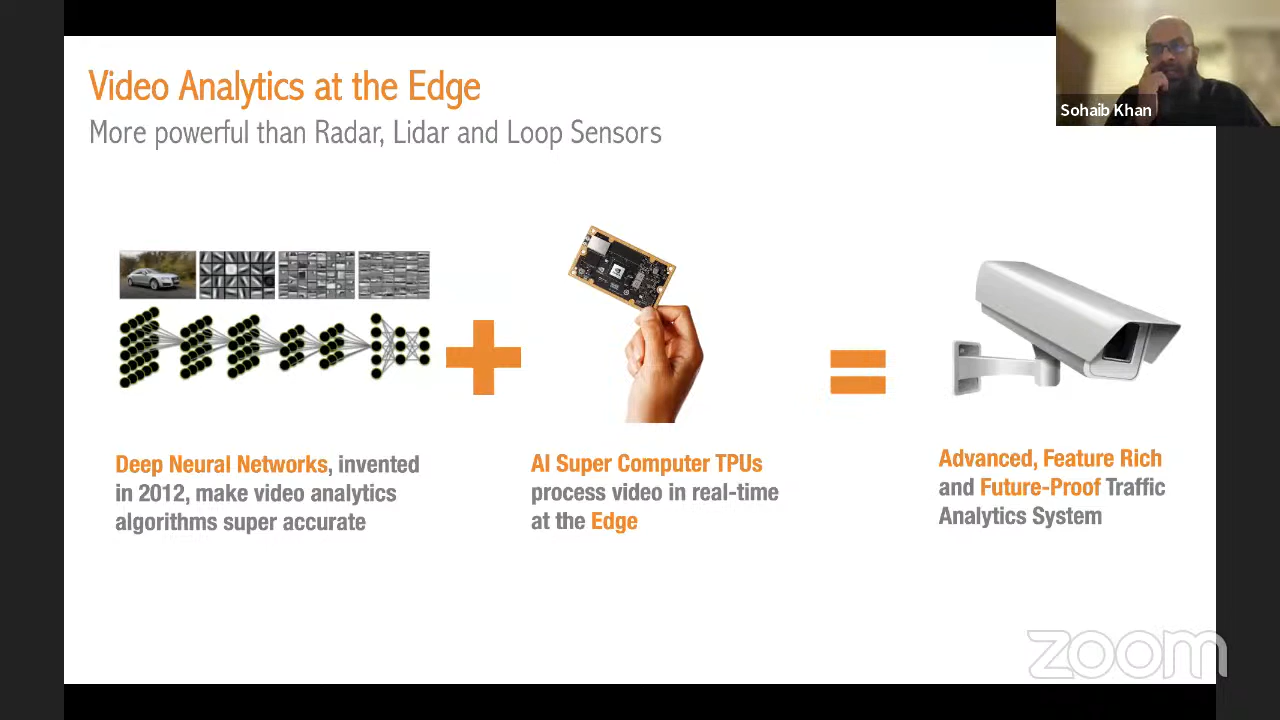 Video Analytics at the Edge
More powerful than Radar, Lidar and Loop Sensors
Sohaib Khan
Deep Neural Networks, invented
in 2012, make video analytics
algorithms super accurate
AI Super Computer TPUs
process video in real-time
at the Edge
Advanced, Feature Rich
and Future-Proof Traffic
Analytics System
zoom